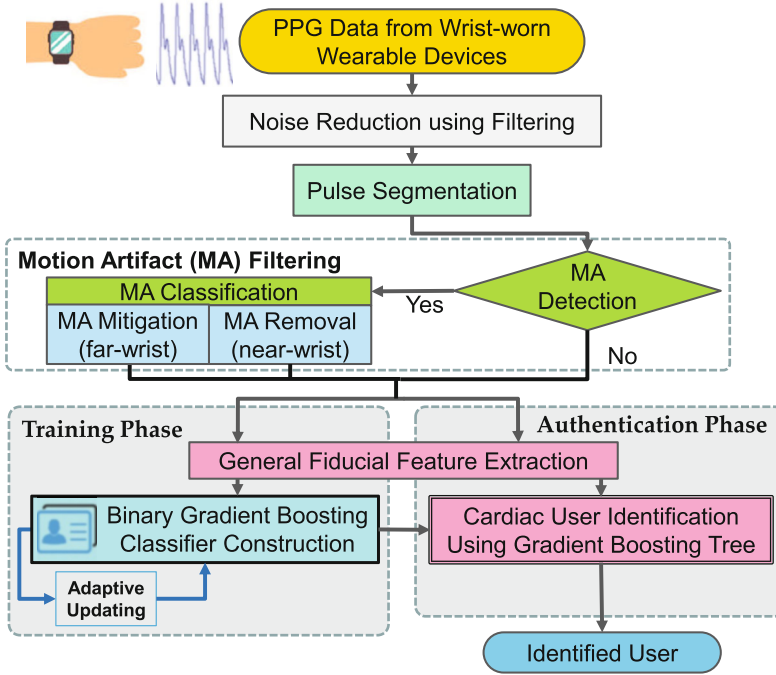 PPG Data from Wrist-worn
Wearable Devices
Noise Reduction using Filtering
Pulse Segmentation
Motion Artifact (MA) Filtering
MA
Detection
Yes
No
MA Classification
MA Mitigation
(far-wrist)
MA Removal
(near-wrist)
Training Phase
Authentication Phase
General Fiducial Feature Extraction
Binary Gradient Boosting
Classifier Construction
Cardiac User Identification
Using Gradient Boosting Tree
Adaptive
Updating
Identified User